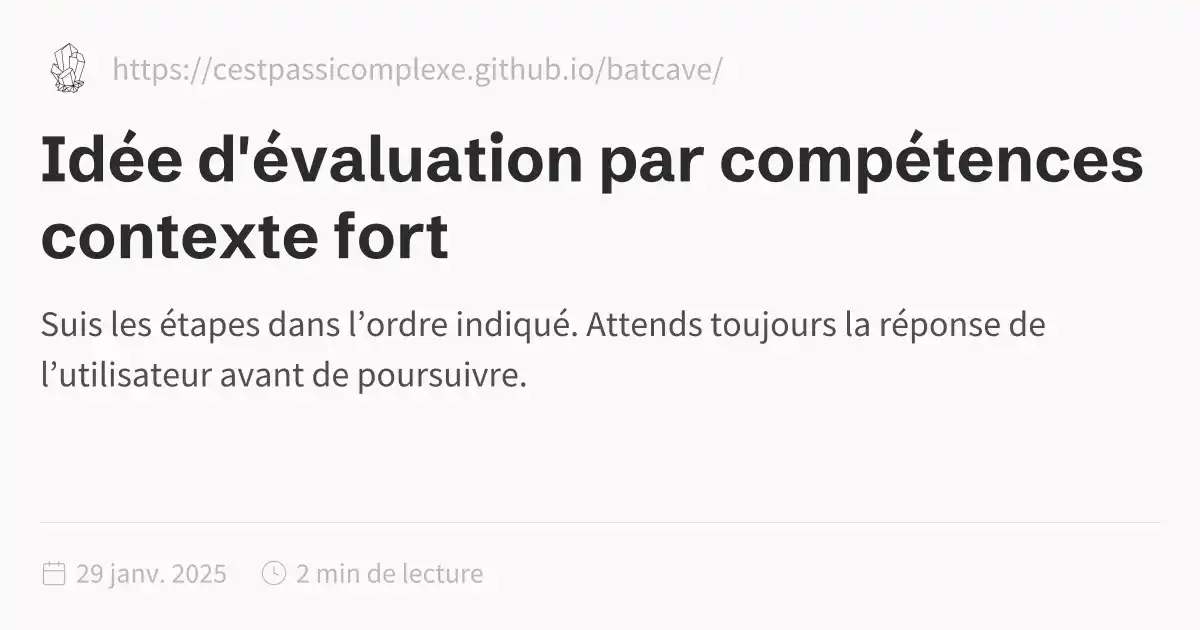 https://cestpassicomplexe.github.io/batcave/
Idée d'évaluation par compétences
contexte fort
Suis les étapes dans l’ordre indiqué. Attends toujours la réponse de
l’utilisateur avant de poursuivre.
29 janv. 2025 2 min de lecture